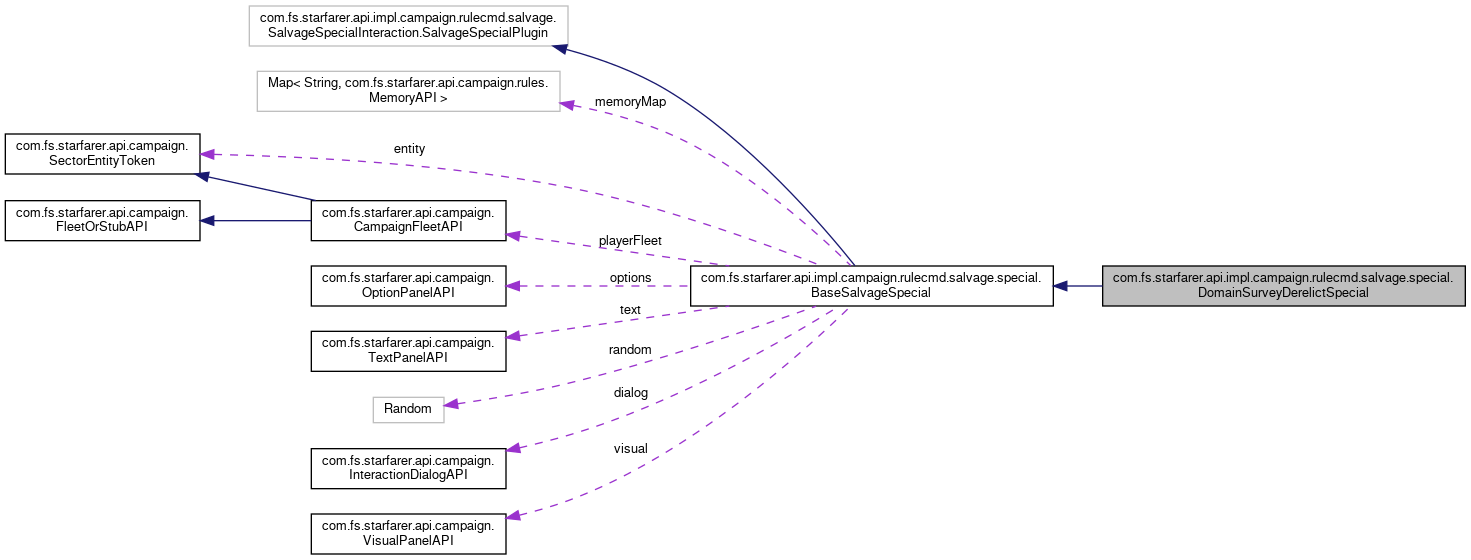 com.fs.starfarer.api.impl.campaign.rulecmd.salvage.
SalvageSpecialInteraction.SalvageSpecialPlugin
Map< String, com.fs.starfarer.api.campaign.rules.
MemoryAPI >
memoryMap
com.fs.starfarer.api.campaign.
SectorEntityToken
entity
com.fs.starfarer.api.campaign.
FleetOrStubAPI
com.fs.starfarer.api.campaign.
CampaignFleetAPI
playerFleet
com.fs.starfarer.api.campaign.
OptionPanelAPI
options
com.fs.starfarer.api.impl.campaign.rulecmd.salvage.special.
BaseSalvageSpecial
com.fs.starfarer.api.impl.campaign.rulecmd.salvage.special.
DomainSurveyDerelictSpecial
text
com.fs.starfarer.api.campaign.
TextPanelAPI
random
Random
dialog
com.fs.starfarer.api.campaign.
InteractionDialogAPI
visual
com.fs.starfarer.api.campaign.
VisualPanelAPI